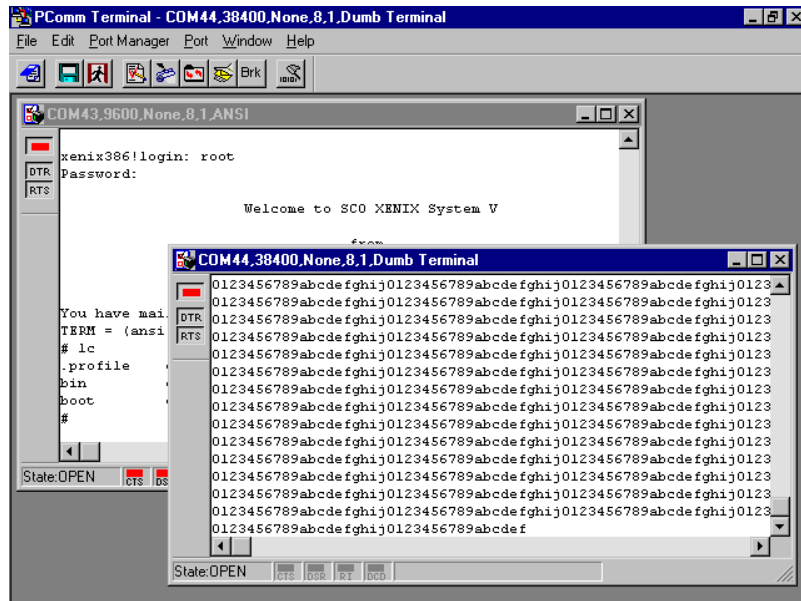 PComm Terminal - COM44,38400,None,8,1,Dumb Terminal
File Edit Port Manager Port Window Help
Brk
COM43,9600,None,8,1,ANSI
DTR
RTS
xenix386!login: root
Password:
Welcome to SCO XENIX System V
from
You have mai
TERM = (ansi
# lc
.profile
bin
boot
#
State:OPEN CTS
COM44,38400,None,8,1,Dumb Terminal
DTR
RTS
0123456789abcdefghij0123456789abcdefghij0123456789abcdefghij0123
0123456789abcdefghij0123456789abcdefghij0123456789abcdefghij0123
0123456789abcdefghij0123456789abcdefghij0123456789abcdefghij0123
0123456789abcdefghij0123456789abcdefghij0123456789abcdefghij0123
0123456789abcdefghij0123456789abcdefghij0123456789abcdefghij0123
0123456789abcdefghij0123456789abcdefghij0123456789abcdefghij0123
0123456789abcdefghij0123456789abcdefghij0123456789abcdefghij0123
0123456789abcdefghij0123456789abcdefghij0123456789abcdefghij0123
0123456789abcdefghij0123456789abcdefghij0123456789abcdefghij0123
0123456789abcdefghij0123456789abcdefghij0123456789abcdefghij0123
0123456789abcdefghij0123456789abcdefghij0123456789abcdefghij0123
0123456789abcdefghij0123456789abcdefghij0123456789abcdefghij0123
0123456789abcdefghij0123456789abcdefghij0123456789abcdefghij0123
0123456789abcdefghij0123456789abcdefghij0123456789abcdefghij0123
0123456789abcdefghij0123456789abcdef
State:OPEN CTS DSR RI DCD